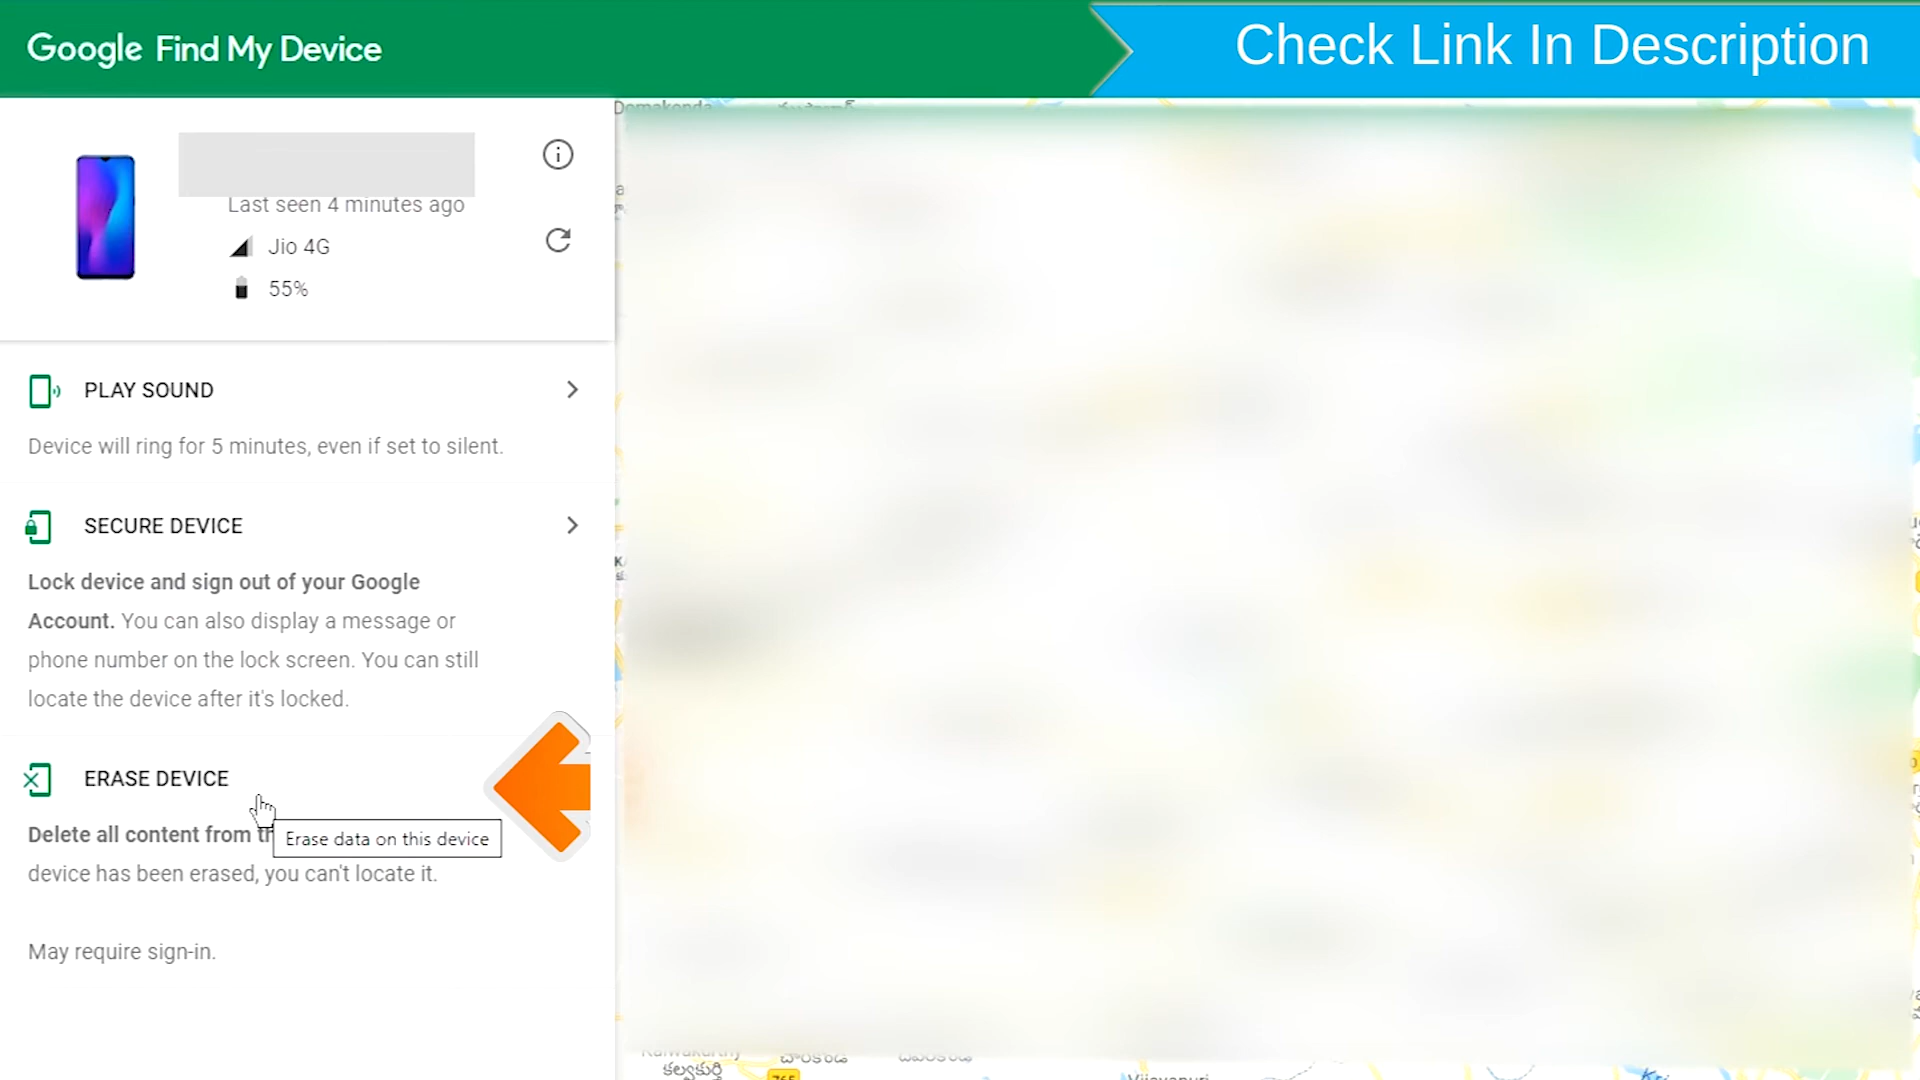 Google Find My Device
Check Link In Description
Last seen 4 minutes ago
Jio 4G
55%
PLAY SOUND
Device will ring for 5 minutes, even if set to silent.
SECURE DEVICE
Lock device and sign out of your Google
Account. You can also display a message or
phone number on the lock screen. You can still
locate the device after it's locked.
ERASE DEVICE
Delete all content from
Erase data on this device
device has been erased, you can't locate it.
May require sign-in.
కల్వకుర్తి
765